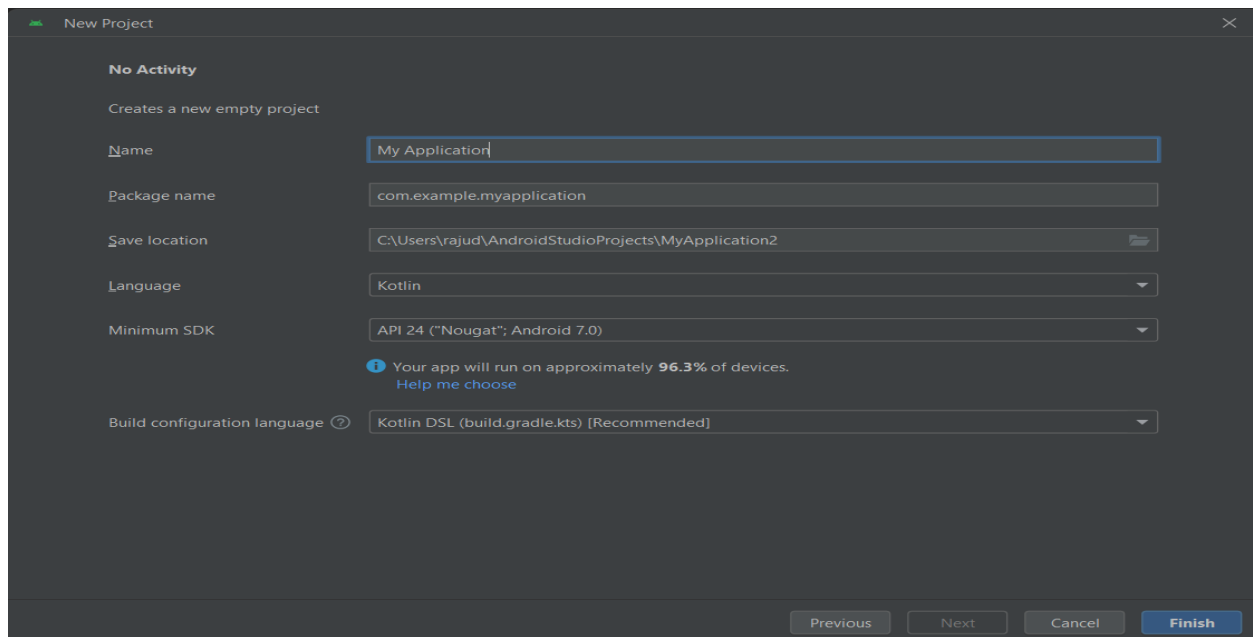 New Project
No Activity
Creates a new empty project
Name
My Application
Package name
com.example.myapplication
Save location
C:\Users\rajud\AndroidStudioProjects\MyApplication2
Language
Kotlin
Minimum SDK
API 24 ("Nougat"; Android 7.0)
Your app will run on approximately 96.3% of devices.
Help me choose
Build configuration language ?
Kotlin DSL (build.gradle.kts) [Recommended]
Previous
Next
Cancel
Finish